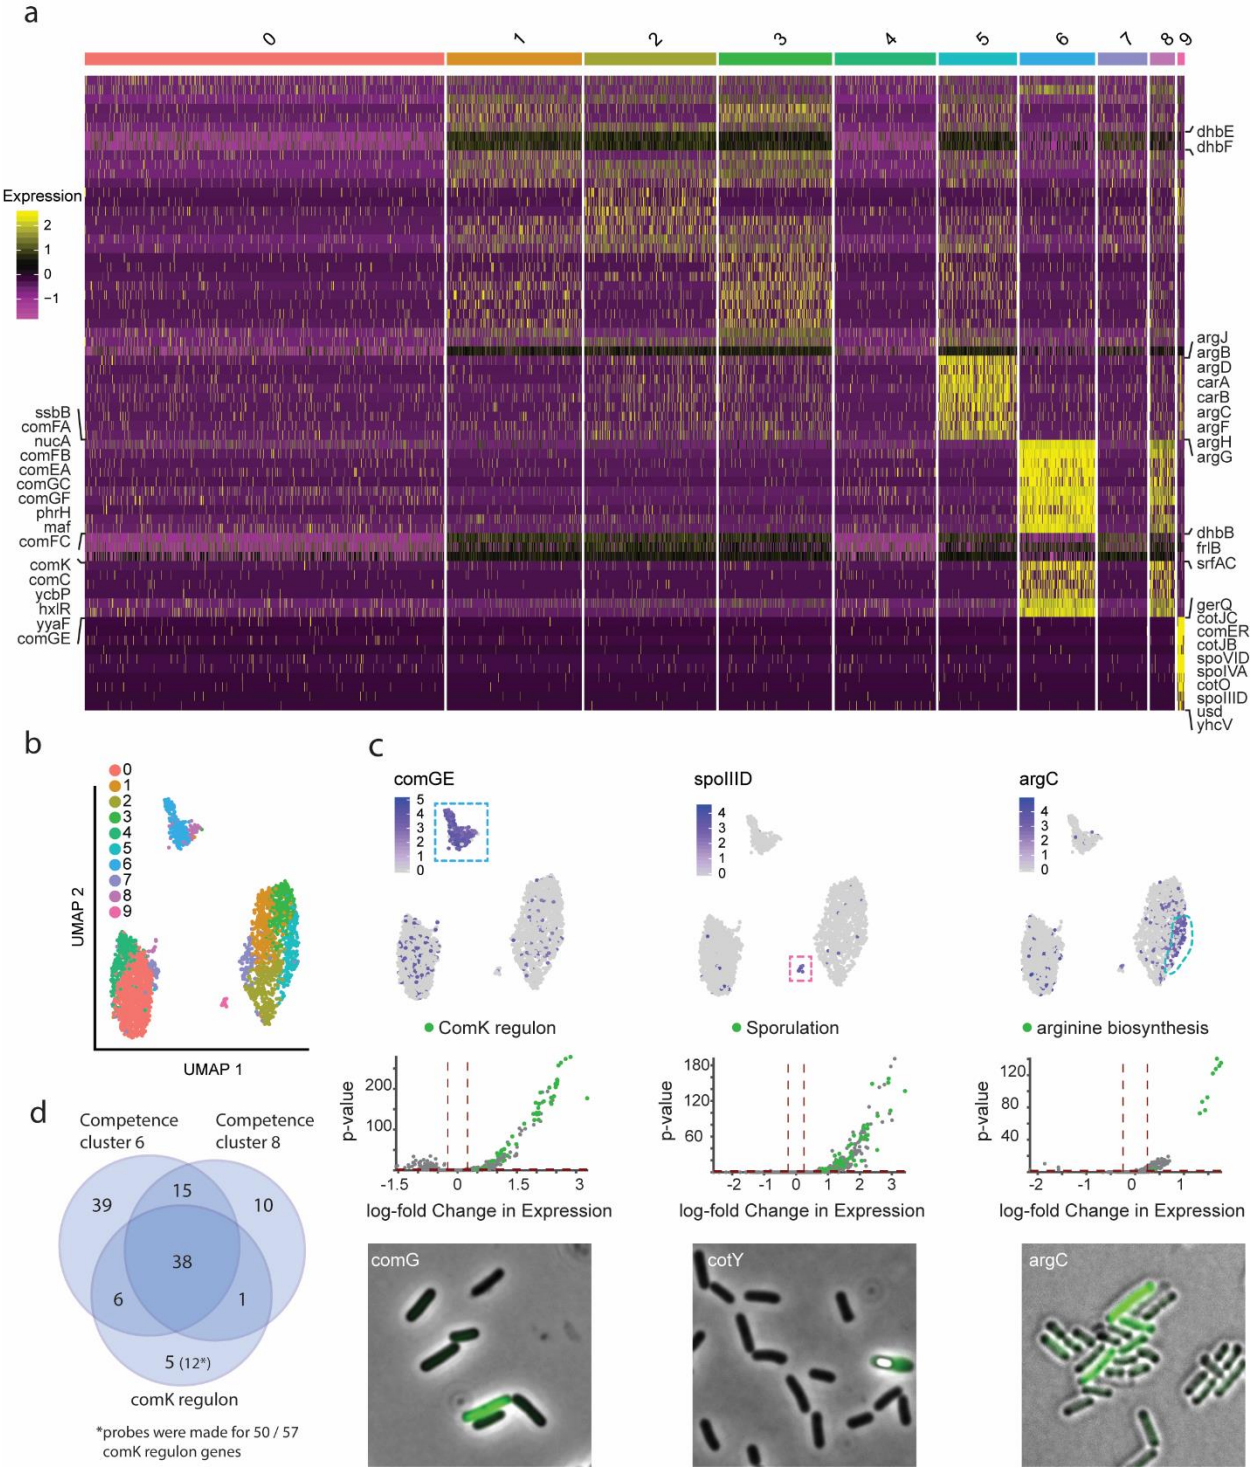 a
0 1 2 3 4 5 6 7 8 9
Expression
2
1
0
−1
dhbE
dhbF
argJ
argB
argD
carA
carB
argC
argF
argH
argG
dhbB
frlB
srfAC
gerQ
cotJC
comER
cotJB
spoVID
spoIVA
cotO
spoIIID
usd
yhcV
ssbB
comFA
nucA
comFB
comEA
comGC
comGF
phrH
maf
comFC
comK
comC
ycbP
hxlR
yyaF
comGE
b
0
1
2
3
4
5
6
7
8
9
UMAP 2
UMAP 1
c
comGE
5
4
3
2
1
0
spoIIID
4
3
2
1
0
argC
4
3
2
1
0
ComK regulon
Sporulation
arginine biosynthesis
p-value
200
100
-1.5 0 1.5 3
log-fold Change in Expression
p-value
180
120
60
-2 -1 0 1 2 3
log-fold Change in Expression
p-value
120
80
40
-2 -1 0 1
log-fold Change in Expression
comG
cotY
argC
d
Competence
cluster 6
Competence
cluster 8
39
15
10
38
6
1
5 (12*)
comK regulon
*probes were made for 50 / 57
comK regulon genes